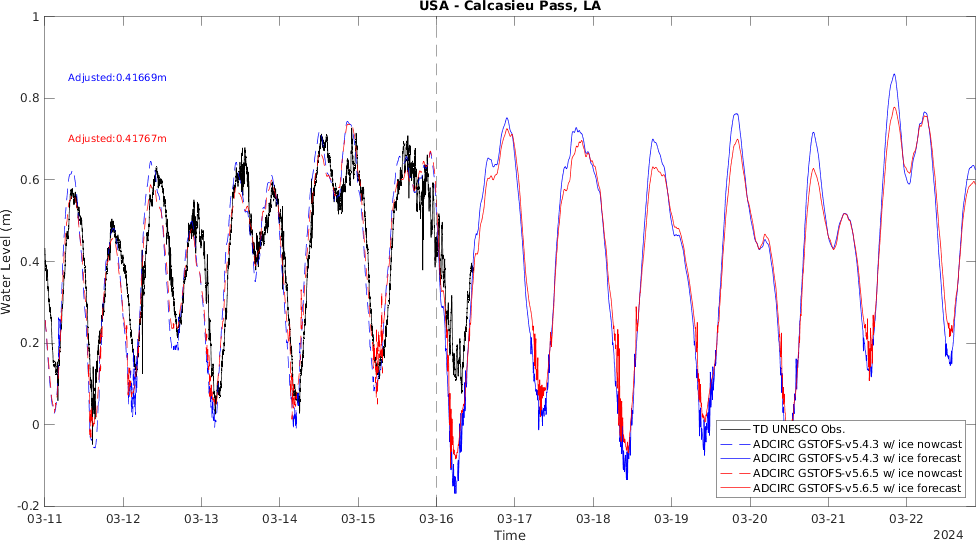 USA - Calcasieu Pass, LA
1
0.8
0.6
0.4
0.2
0
-0.2
Water Level (m)
Adjusted:0.41669m
Adjusted:0.41767m
TD UNESCO Obs.
ADCIRC GSTOFS-v5.4.3 w/ ice nowcast
ADCIRC GSTOFS-v5.4.3 w/ ice forecast
ADCIRC GSTOFS-v5.6.5 w/ ice nowcast
ADCIRC GSTOFS-v5.6.5 w/ ice forecast
03-11 03-12 03-13 03-14 03-15 03-16 03-17 03-18 03-19 03-20 03-21 03-22
Time
2024